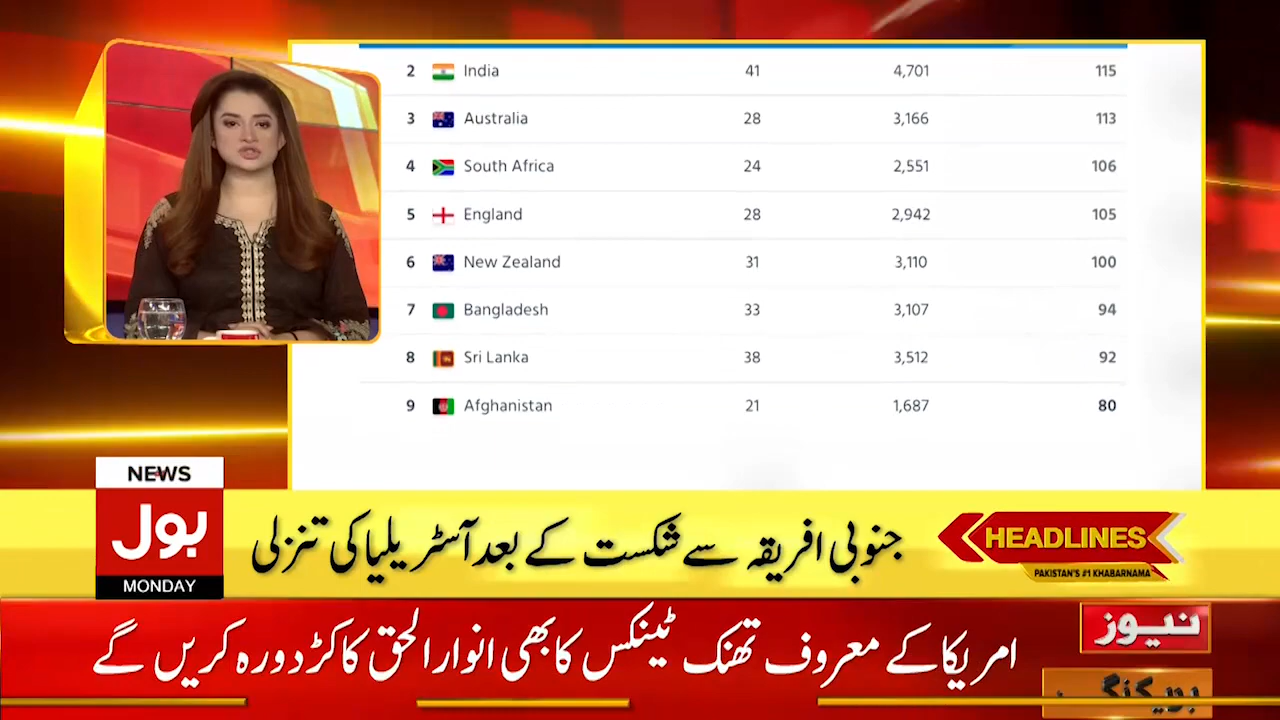 2 India 41 4,701 115
3 Australia 28 3,166 113
4 South Africa 24 2,551 106
5 England 28 2,942 105
6 New Zealand 31 3,110 100
7 Bangladesh 33 3,107 94
8 Sri Lanka 38 3,512 92
9 Afghanistan 21 1,687 80
NEWS
بول
MONDAY
جنوبی افریقہ سے شکست کے بعد آسٹریلیا کی تنزلی
HEADLINES
PAKISTAN'S #1 KHABARNAMA
امریکا کے معروف تھنک ٹینکس کا بھی انوار الحق کاکڑ دورہ کریں گے
نیوز